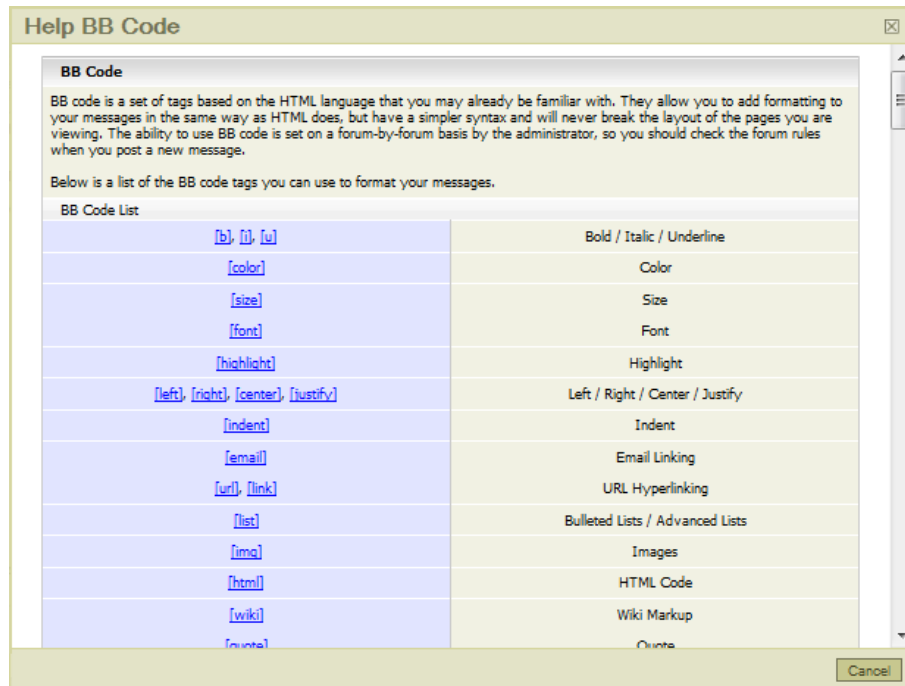 Help BB Code
BB Code
BB code is a set of tags based on the HTML language that you may already be familiar with. They allow you to add formatting to
your messages in the same way as HTML does, but have a simpler syntax and will never break the layout of the pages you are
viewing. The ability to use BB code is set on a forum-by-forum basis by the administrator, so you should check the forum rules
when you post a new message.
Below is a list of the BB code tags you can use to format your messages.
BB Code List
[b], [i], [u] Bold / Italic / Underline
[color] Color
[size] Size
[font] Font
[highlight] Highlight
[left], [right], [center], [justify] Left / Right / Center / Justify
[indent] Indent
[email] Email Linking
[url], [link] URL Hyperlinking
[list] Bulleted Lists / Advanced Lists
[img] Images
[html] HTML Code
[wiki] Wiki Markup
[quote] Quote
Cancel